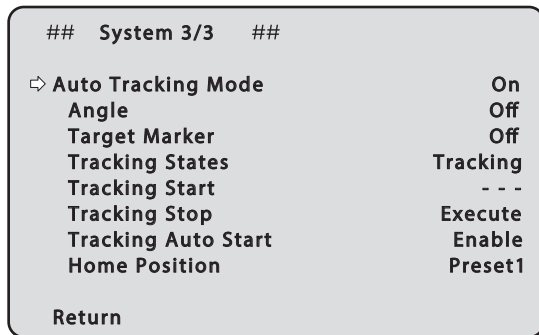 ## System 3/3 ##
⇨ Auto Tracking Mode On
Angle Off
Target Marker Off
Tracking States Tracking
Tracking Start - - -
Tracking Stop Execute
Tracking Auto Start Enable
Home Position Preset1
Return